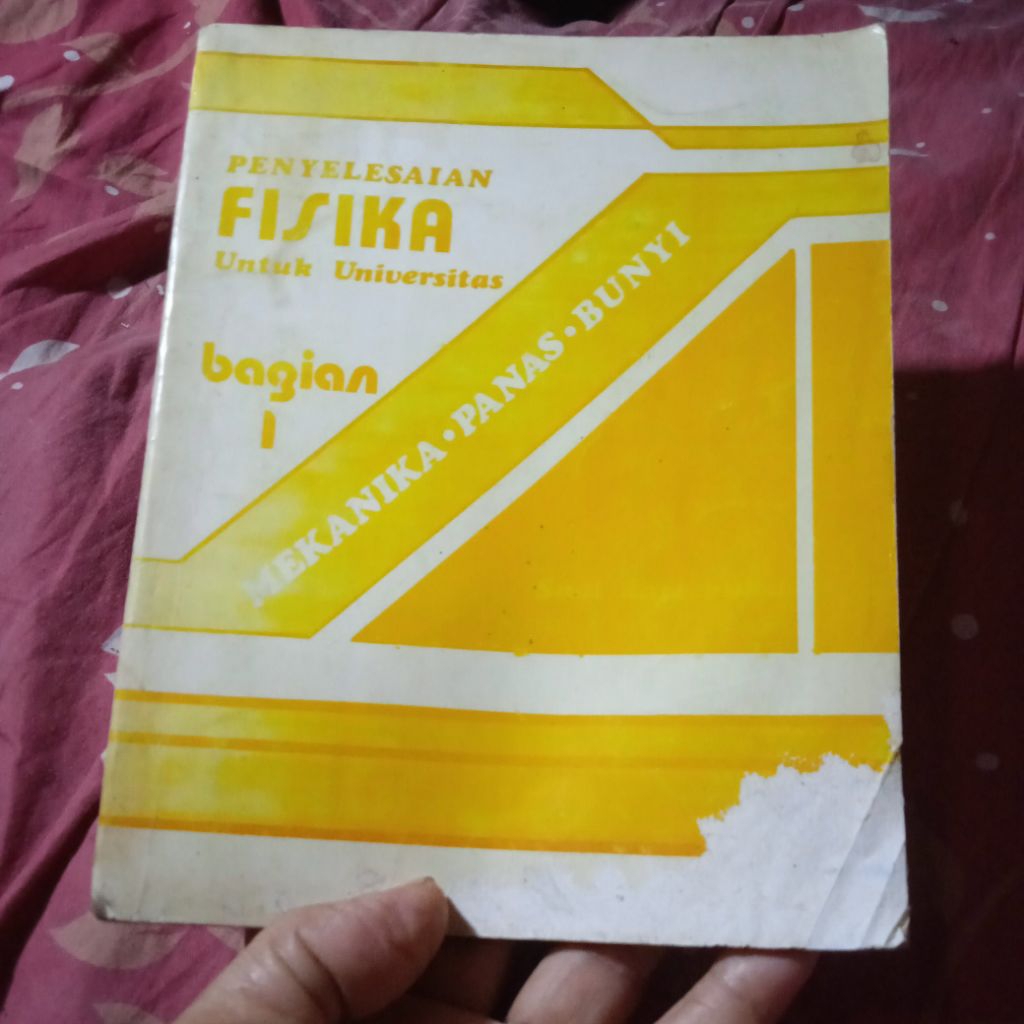 PENYELESAIAN
FISIKA
Untuk Universitas
bagian
I
MEKANIKA • PANAS • BUNYI